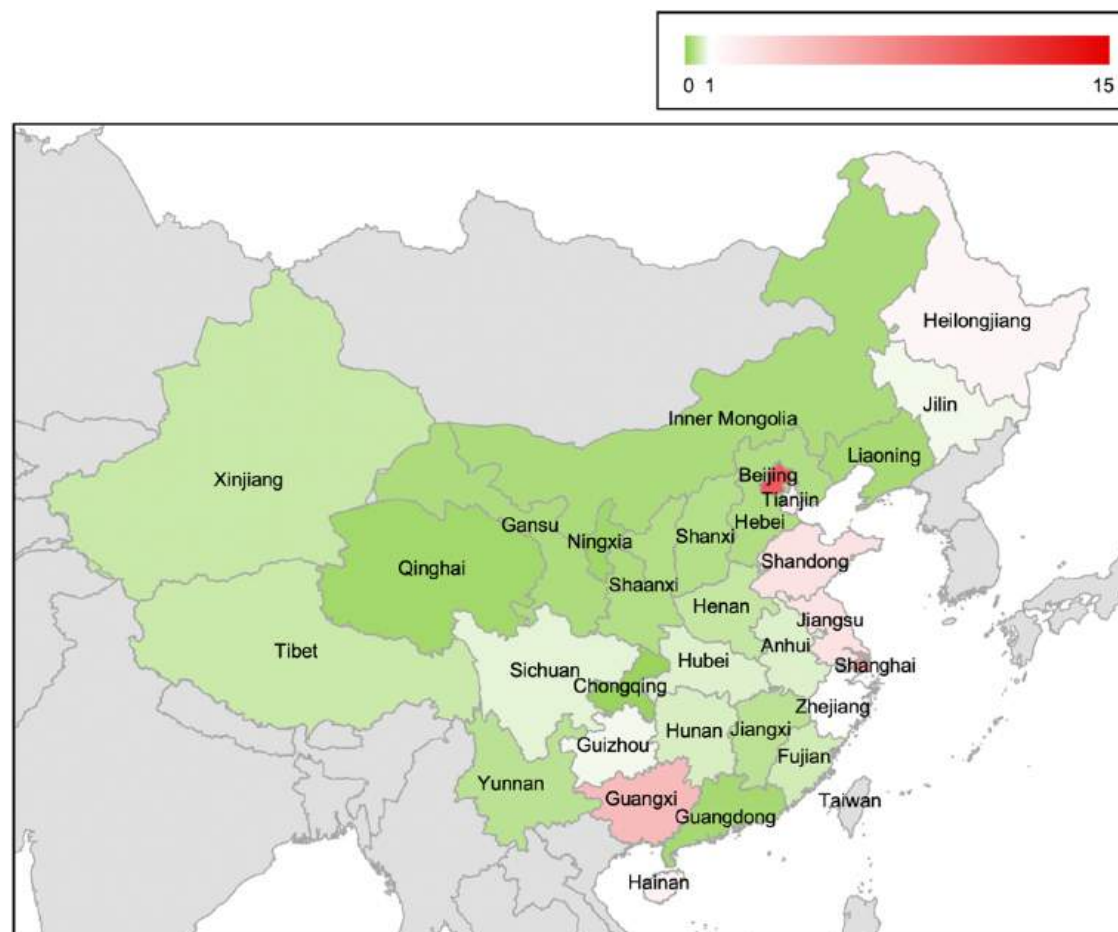 0 1 15
Heilongjiang
Jilin
Inner Mongolia
Liaoning
Xinjiang
Beijing
Tianjin
Gansu
Ningxia
Shanxi
Hebei
Qinghai
Shandong
Shaanxi
Henan
Jiangsu
Tibet
Anhui
Sichuan
Hubei
Shanghai
Chongqing
Zhejiang
Guizhou
Hunan
Jiangxi
Fujian
Yunnan
Guangxi
Taiwan
Guangdong
Hainan